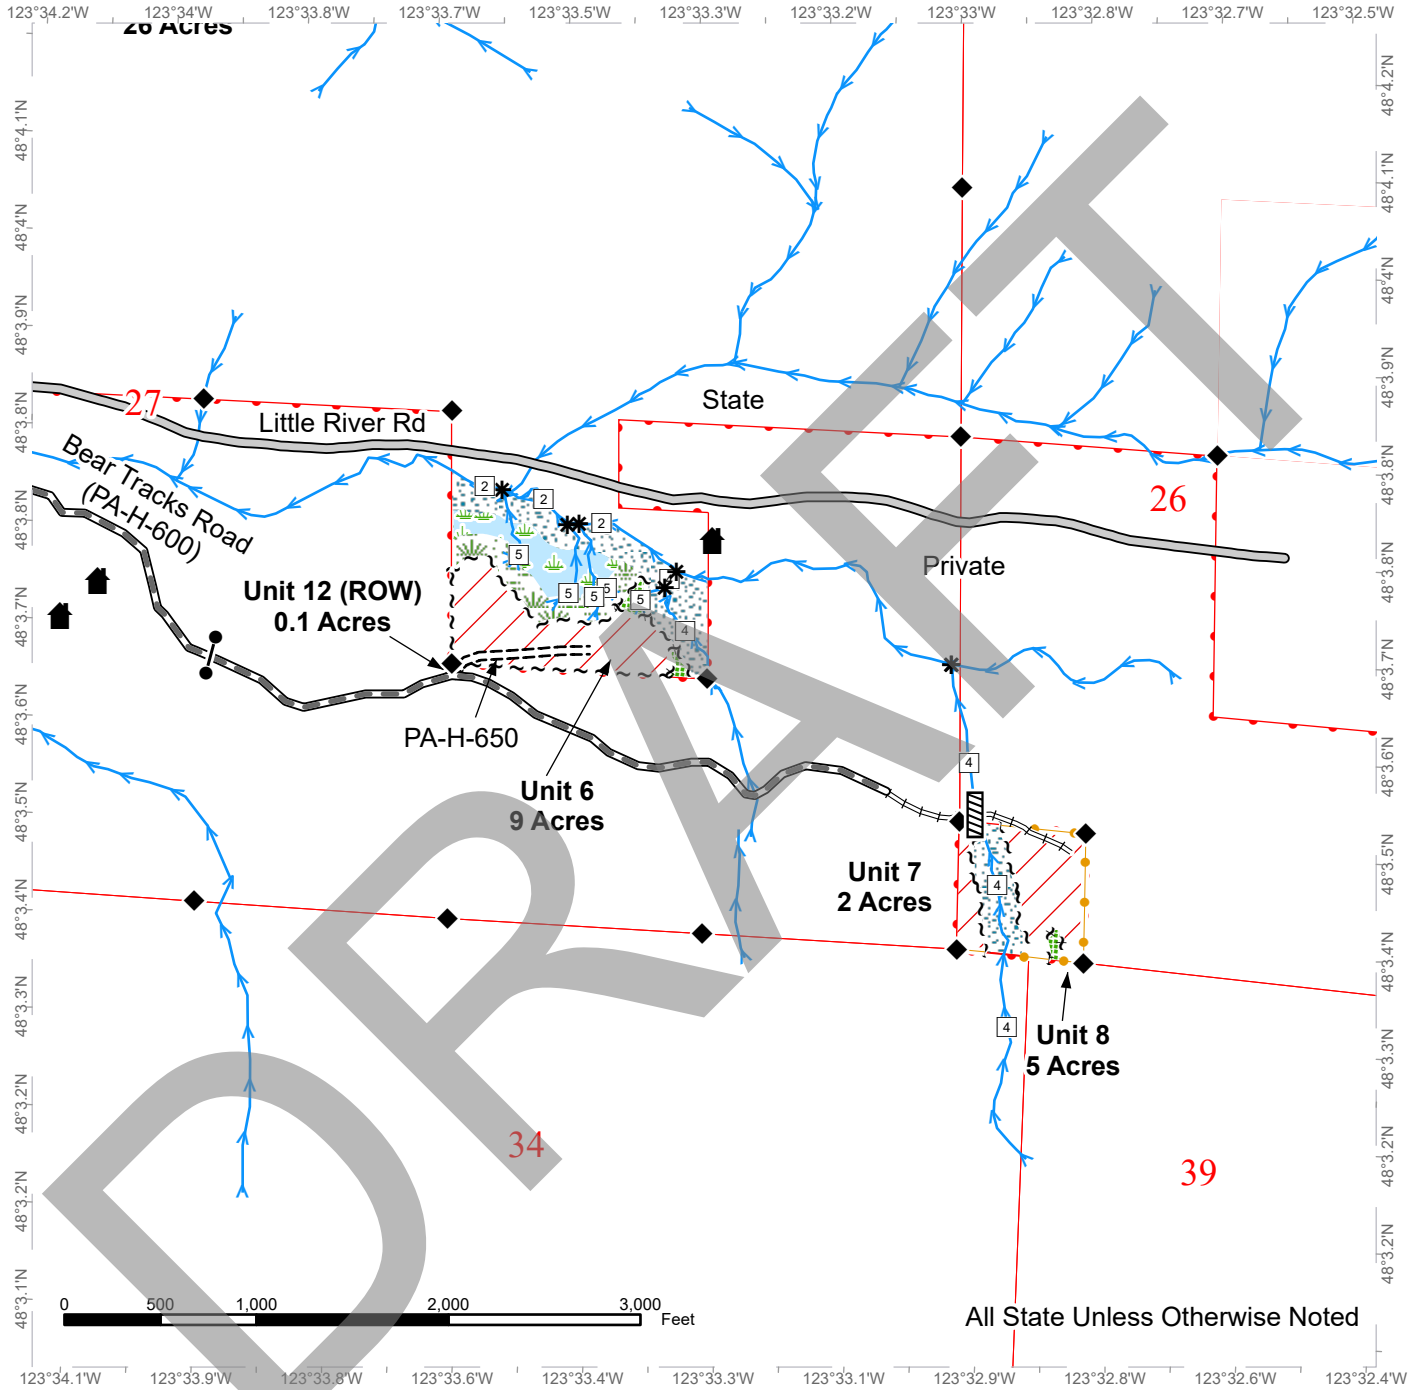 123°34.2'W 123°34'W 123°33.8'W 123°33.7'W 123°33.5'W 123°33.3'W 123°33.2'W 123°33'W 123°32.8'W 123°32.7'W 123°32.5'W
26 Acres
48°4.1'N
48°4'N
48°3.9'N
48°3.8'N
48°3.8'N
48°3.7'N
48°3.6'N
48°3.5'N
48°3.4'N
48°3.3'N
48°3.2'N
48°3.2'N
48°3.1'N
48°4.2'N
48°4.1'N
48°4'N
48°3.9'N
48°3.8'N
48°3.8'N
48°3.7'N
48°3.6'N
48°3.5'N
48°3.4'N
48°3.3'N
48°3.2'N
48°3.2'N
27
Little River Rd
State
Bear Tracks Road
(PA-H-600)
26
Private
2
2
2
5
5
5
5
5
4
Unit 12 (ROW)
0.1 Acres
PA-H-650
Unit 6
9 Acres
4
Unit 7
2 Acres
4
4
Unit 8
5 Acres
34
39
DRAFT
0 500 1,000 2,000 3,000
Feet
All State Unless Otherwise Noted
123°34.1'W 123°33.9'W 123°33.8'W 123°33.6'W 123°33.4'W 123°33.3'W 123°33.1'W 123°32.9'W 123°32.8'W 123°32.6'W 123°32.4'W